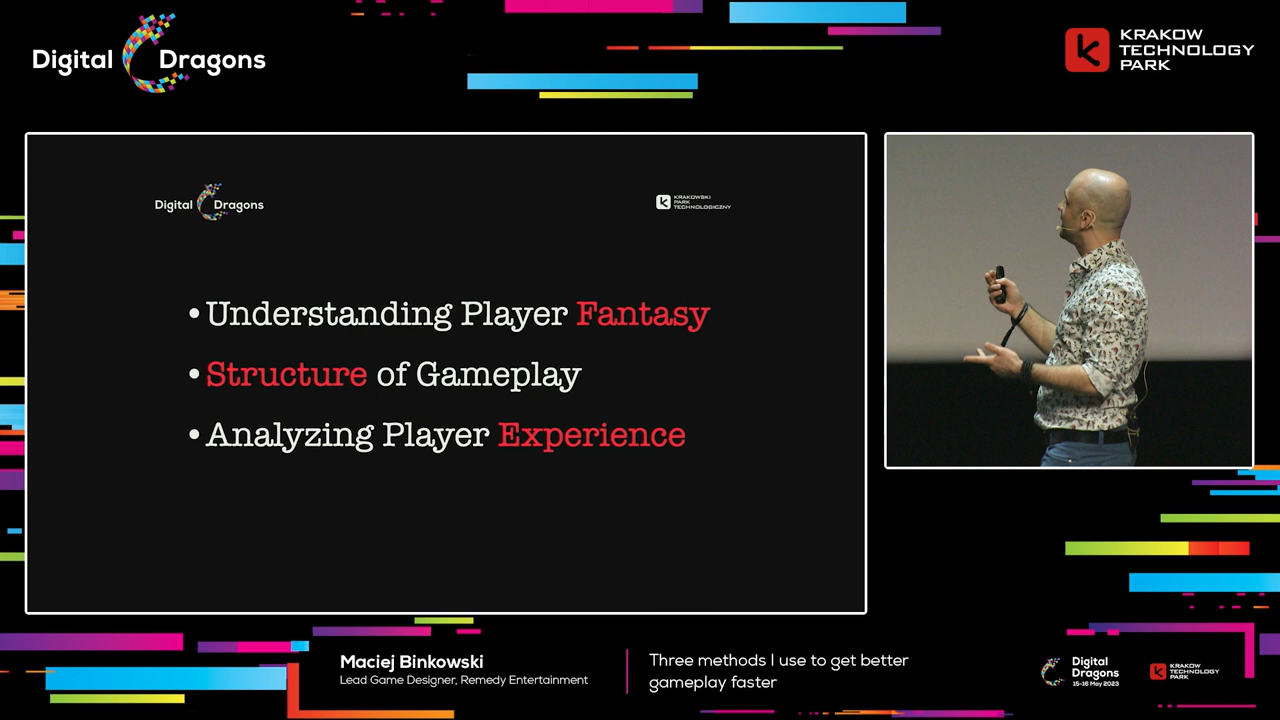 Digital Dragons
KRAKOW
TECHNOLOGY
PARK
Digital Dragons
KRAKOWSKI
PARK
TECHNOLOGICZNY
• Understanding Player Fantasy
• Structure of Gameplay
• Analyzing Player Experience
Maciej Binkowski
Lead Game Designer, Remedy Entertainment
Three methods I use to get better
gameplay faster
Digital
Dragons
15-16 May 2023
KRAKOW
TECHNOLOGY
PARK